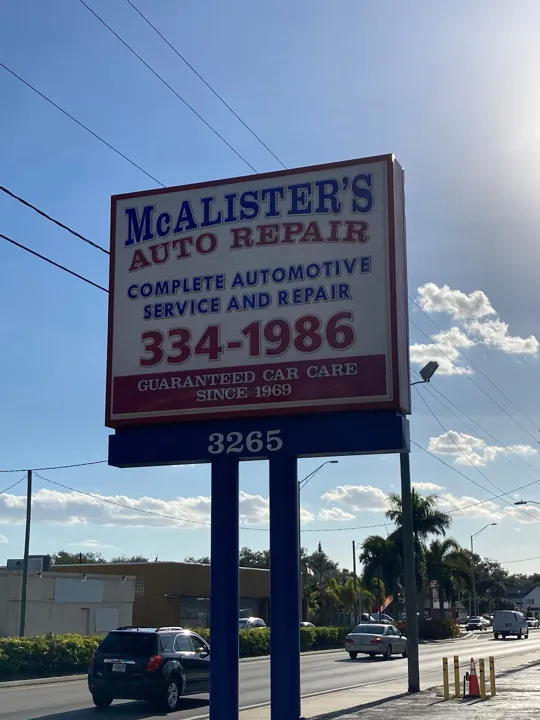 McALISTER'S
AUTO REPAIR
COMPLETE AUTOMOTIVE
SERVICE AND REPAIR
334-1986
GUARANTEED CAR CARE
SINCE 1969
3265